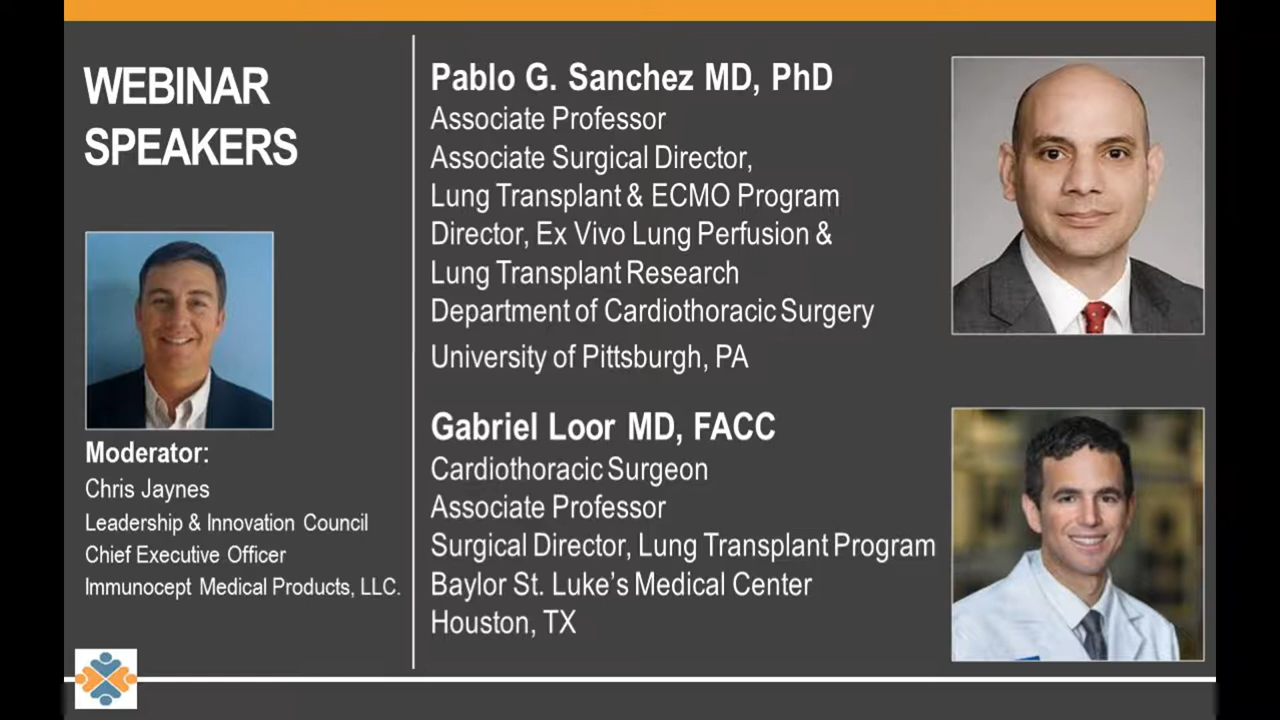 WEBINAR
SPEAKERS
Moderator:
Chris Jaynes
Leadership & Innovation Council
Chief Executive Officer
Immunocept Medical Products, LLC.
Pablo G. Sanchez MD, PhD
Associate Professor
Associate Surgical Director,
Lung Transplant & ECMO Program
Director, Ex Vivo Lung Perfusion &
Lung Transplant Research
Department of Cardiothoracic Surgery
University of Pittsburgh, PA
Gabriel Loor MD, FACC
Cardiothoracic Surgeon
Associate Professor
Surgical Director, Lung Transplant Program
Baylor St. Luke's Medical Center
Houston, TX